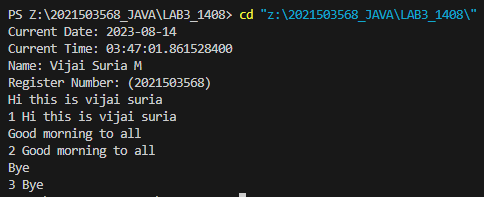 PS Z:\2021503568_JAVA\LAB3_1408> cd "z:\2021503568_JAVA\LAB3_1408\"
Current Date: 2023-08-14
Current Time: 03:47:01.861528400
Name: Vijai Suria M
Register Number: (2021503568)
Hi this is vijai suria
1 Hi this is vijai suria
Good morning to all
2 Good morning to all
Bye
3 Bye